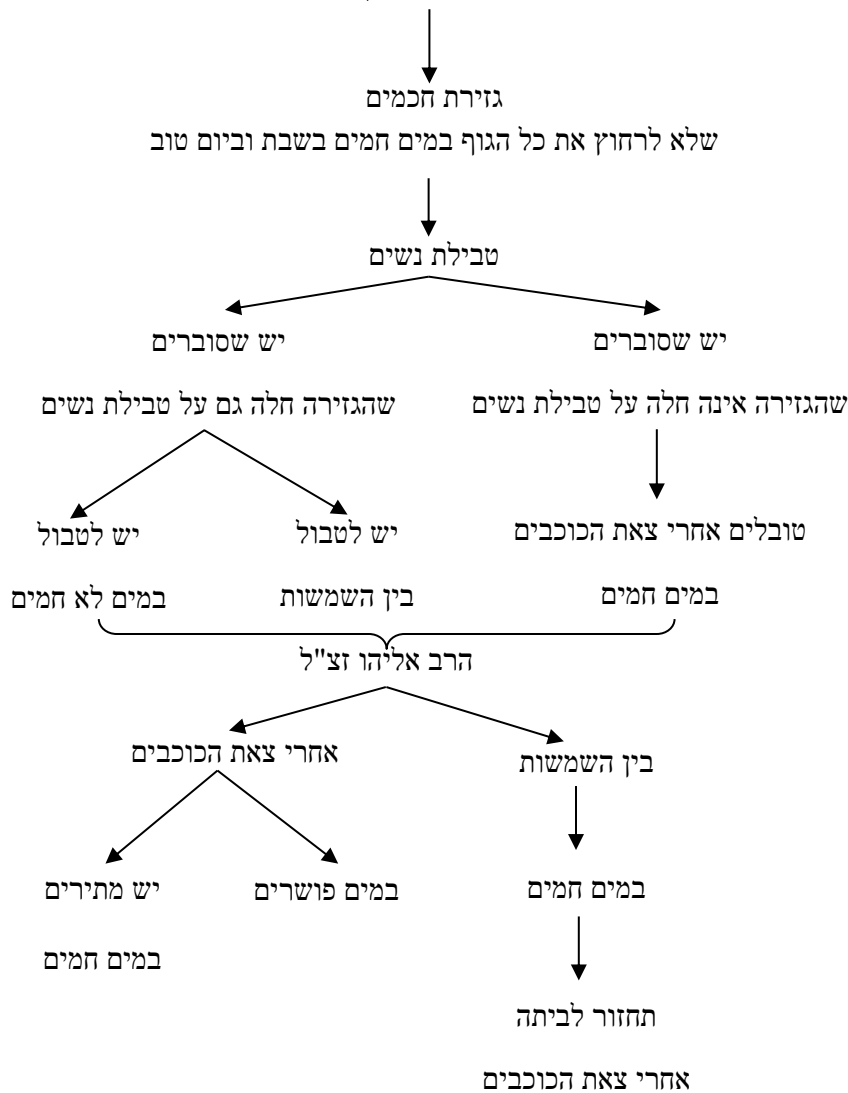 גזירת חכמים
שלא לרחוץ את כל הגוף במים חמים בשבת וביום טוב
טבילת נשים
יש שסוברים
שהגזירה אינה חלה על טבילת נשים
יש שסוברים
שהגזירה חלה גם על טבילת נשים
טובלים אחרי צאת הכוכבים
במים חמים
יש לטבול
בין השמשות
יש לטבול
במים לא חמים
הרב אליהו זצ"ל
בין השמשות
אחרי צאת הכוכבים
במים חמים
במים פושרים
יש מתירים
במים חמים
תחזור לביתה
אחרי צאת הכוכבים